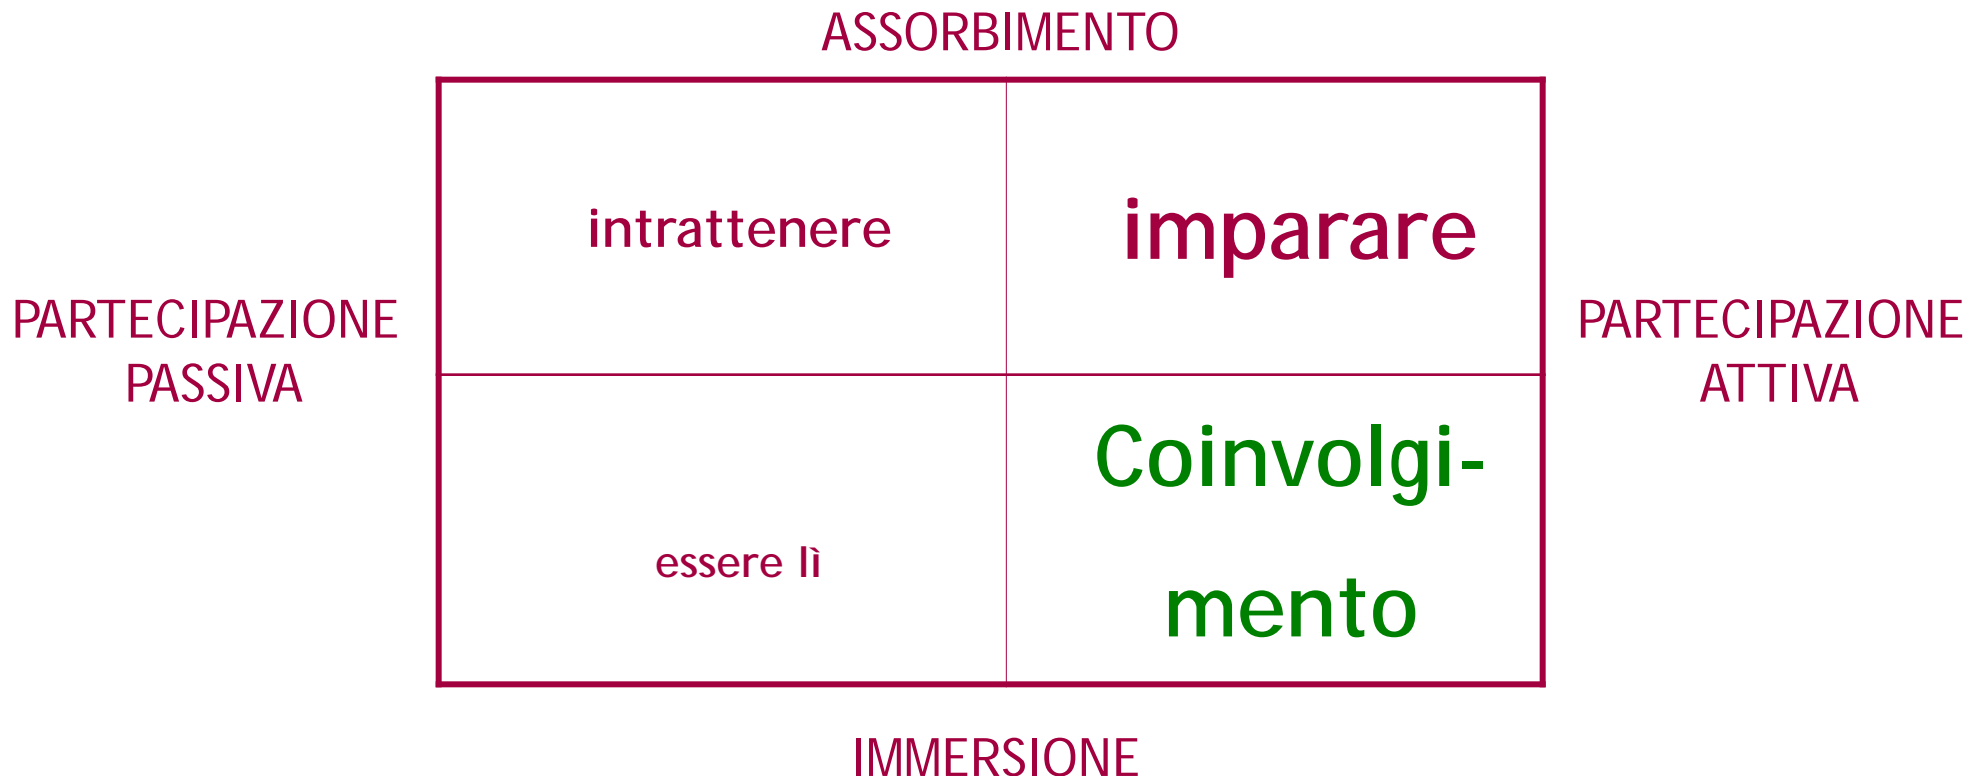 ASSORBIMENTO
intrattenere
imparare
PARTECIPAZIONE
PASSIVA
PARTECIPAZIONE
ATTIVA
essere lì
Coinvolgi-
mento
IMMERSIONE